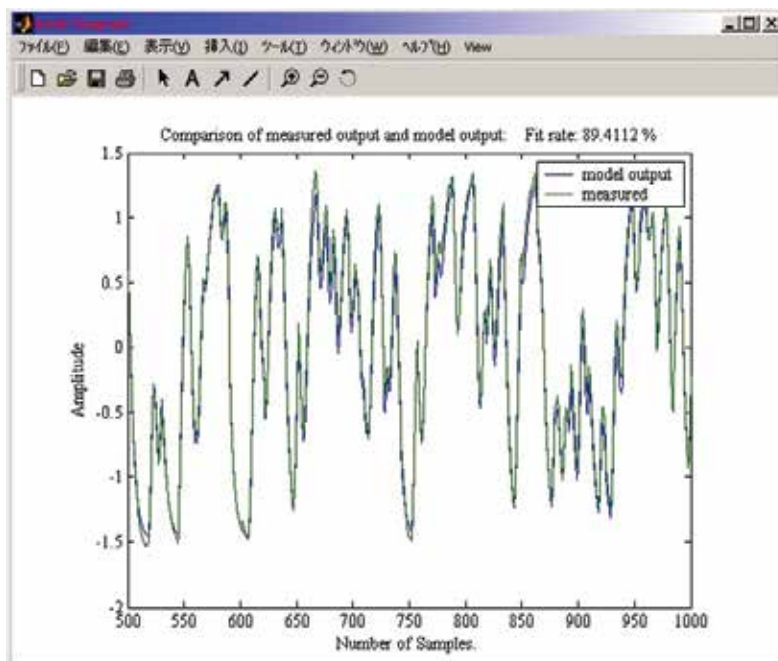 ファイル(F) 編集(E) 表示(V) 挿入(I) ツール(T) ウィンドウ(W) ヘルプ(H) View
A
Comparison of measured output and model output: Fit rate: 89.4112 %
model output
measured
1.5
1
0.5
0
-0.5
-1
-1.5
-2
Amplitude
500 550 600 650 700 750 800 850 900 950 1000
Number of Samples.